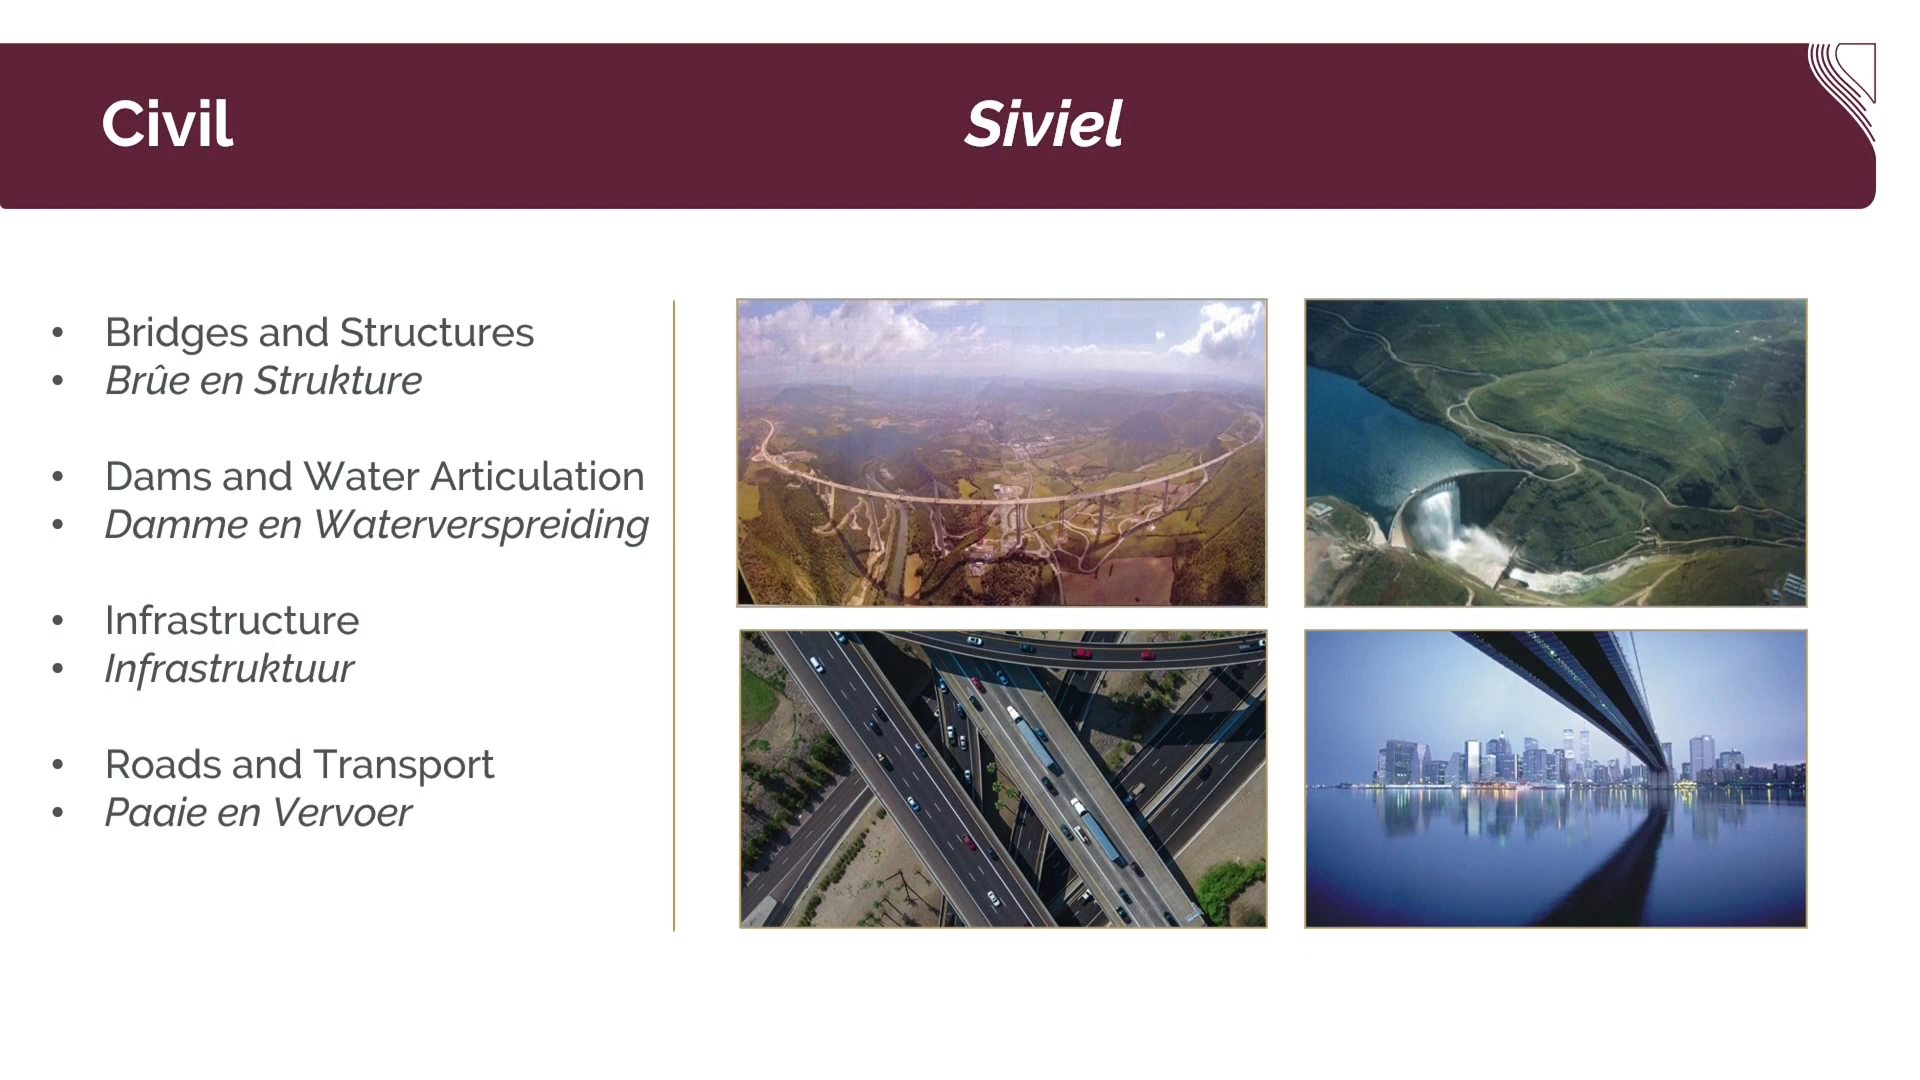 Civil
Siviel
• Bridges and Structures
• Brûe en Strukture
• Dams and Water Articulation
• Damme en Waterverspreiding
• Infrastructure
• Infrastruktuur
• Roads and Transport
• Paaie en Vervoer